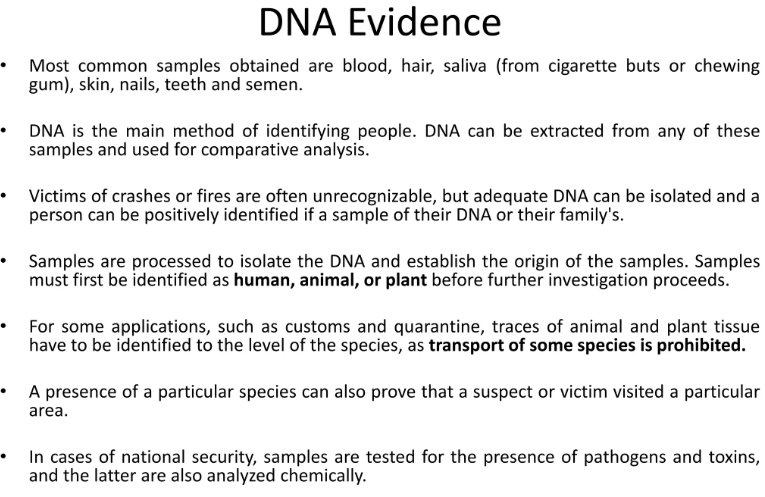 DNA Evidence
• Most common samples obtained are blood, hair, saliva (from cigarette buts or chewing
gum), skin, nails, teeth and semen.
• DNA is the main method of identifying people. DNA can be extracted from any of these
samples and used for comparative analysis.
• Victims of crashes or fires are often unrecognizable, but adequate DNA can be isolated and a
person can be positively identified if a sample of their DNA or their family's.
• Samples are processed to isolate the DNA and establish the origin of the samples. Samples
must first be identified as human, animal, or plant before further investigation proceeds.
• For some applications, such as customs and quarantine, traces of animal and plant tissue
have to be identified to the level of the species, as transport of some species is prohibited.
• A presence of a particular species can also prove that a suspect or victim visited a particular
area.
• In cases of national security, samples are tested for the presence of pathogens and toxins,
and the latter are also analyzed chemically.